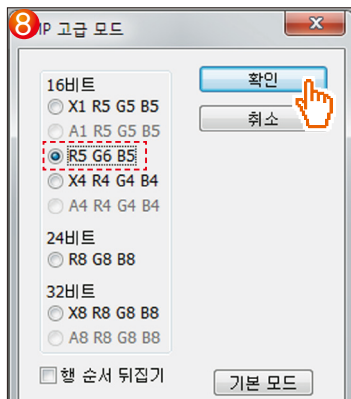 8
MP 고급 모드
16비트
X1 R5 G5 B5
A1 R5 G5 B5
R5 G6 B5
X4 R4 G4 B4
A4 R4 G4 B4
24비트
R8 G8 B8
32비트
X8 R8 G8 B8
A8 R8 G8 B8
행 순서 뒤집기
확인
취소
기본 모드